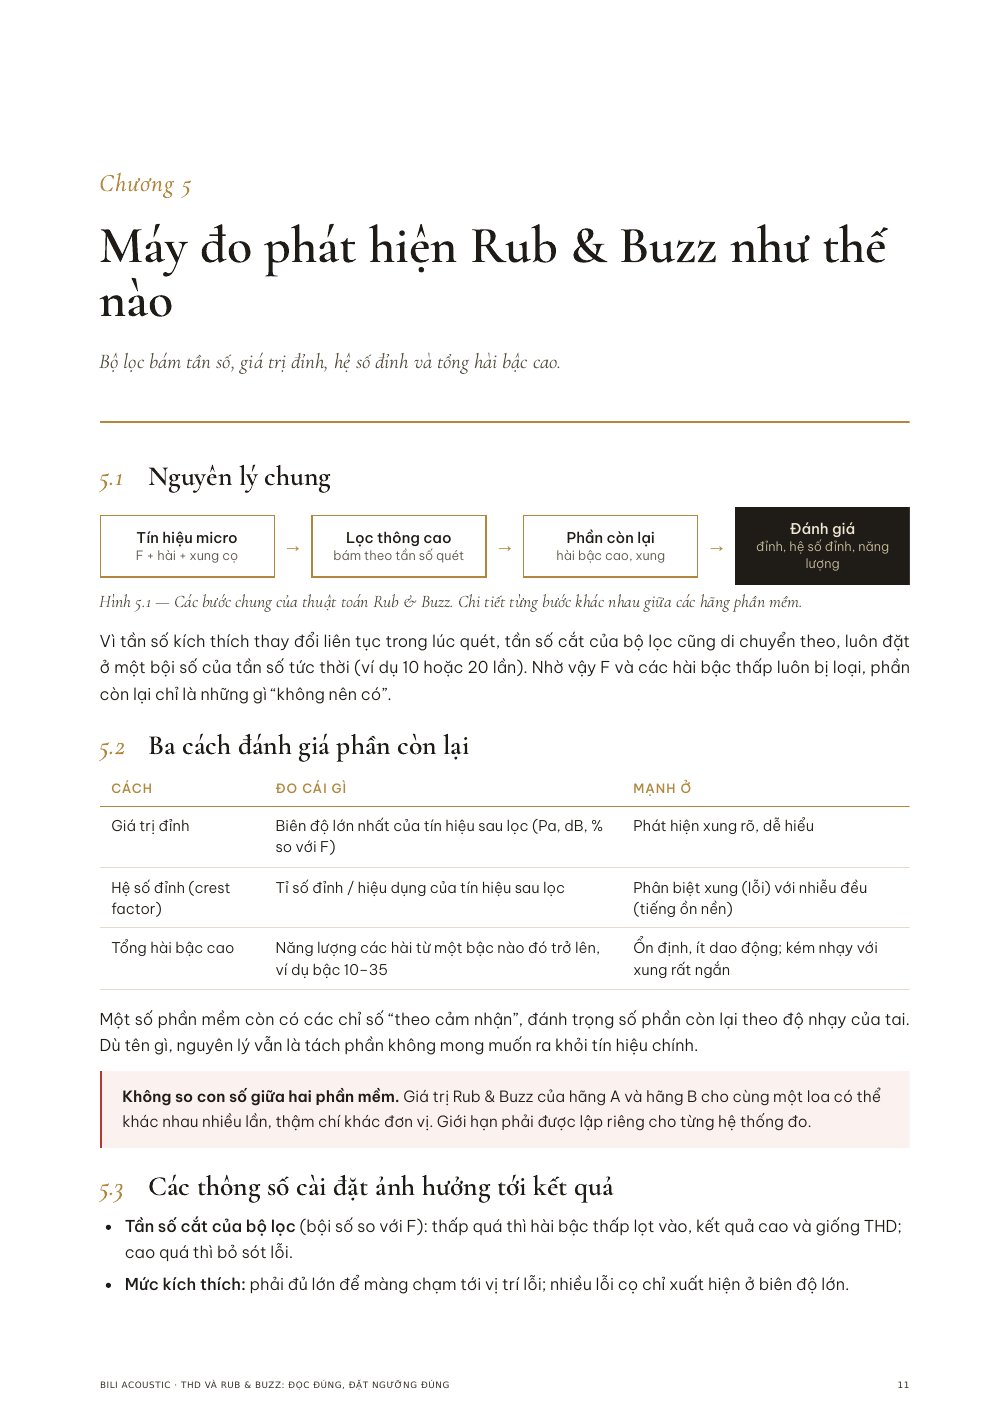 Chương 5
Máy đo phát hiện Rub & Buzz như thế
nào
Bộ lọc bám tần số, giá trị đỉnh, hệ số đỉnh và tổng hài bậc cao.
5.1 Nguyên lý chung
Tín hiệu micro
F + hài + xung cọ
→
Lọc thông cao
bám theo tần số quét
→
Phần còn lại
hài bậc cao, xung
→
Đánh giá
đỉnh, hệ số đỉnh, năng
lượng
Hình 5.1 — Các bước chung của thuật toán Rub & Buzz. Chi tiết từng bước khác nhau giữa các hãng phần mềm.
Vì tần số kích thích thay đổi liên tục trong lúc quét, tần số cắt của bộ lọc cũng di chuyển theo, luôn đặt
ở một bội số của tần số tức thời (ví dụ 10 hoặc 20 lần). Nhờ vậy F và các hài bậc thấp luôn bị loại, phần
còn lại chỉ là những gì “không nên có”.
5.2 Ba cách đánh giá phần còn lại
CÁCH ĐO CÁI GÌ MẠNH Ở
Giá trị đỉnh Biên độ lớn nhất của tín hiệu sau lọc (Pa, dB, % Phát hiện xung rõ, dễ hiểu
so với F)
Hệ số đỉnh (crest Tỉ số đỉnh / hiệu dụng của tín hiệu sau lọc Phân biệt xung (lỗi) với nhiễu đều
factor) (tiếng ồn nền)
Tổng hài bậc cao Năng lượng các hài từ một bậc nào đó trở lên, Ổn định, ít dao động; kém nhạy với
ví dụ bậc 10–35 xung rất ngắn
Một số phần mềm còn có các chỉ số “theo cảm nhận”, đánh trọng số phần còn lại theo độ nhạy của tai.
Dù tên gì, nguyên lý vẫn là tách phần không mong muốn ra khỏi tín hiệu chính.
Không so con số giữa hai phần mềm. Giá trị Rub & Buzz của hãng A và hãng B cho cùng một loa có thể
khác nhau nhiều lần, thậm chí khác đơn vị. Giới hạn phải được lập riêng cho từng hệ thống đo.
5.3 Các thông số cài đặt ảnh hưởng tới kết quả
• Tần số cắt của bộ lọc (bội số so với F): thấp quá thì hài bậc thấp lọt vào, kết quả cao và giống THD;
cao quá thì bỏ sót lỗi.
• Mức kích thích: phải đủ lớn để màng chạm tới vị trí lỗi; nhiều lỗi cọ chỉ xuất hiện ở biên độ lớn.
BILI ACOUSTIC · THD VÀ RUB & BUZZ: ĐỌC ĐÚNG, ĐẶT NGƯỠNG ĐÚNG 11